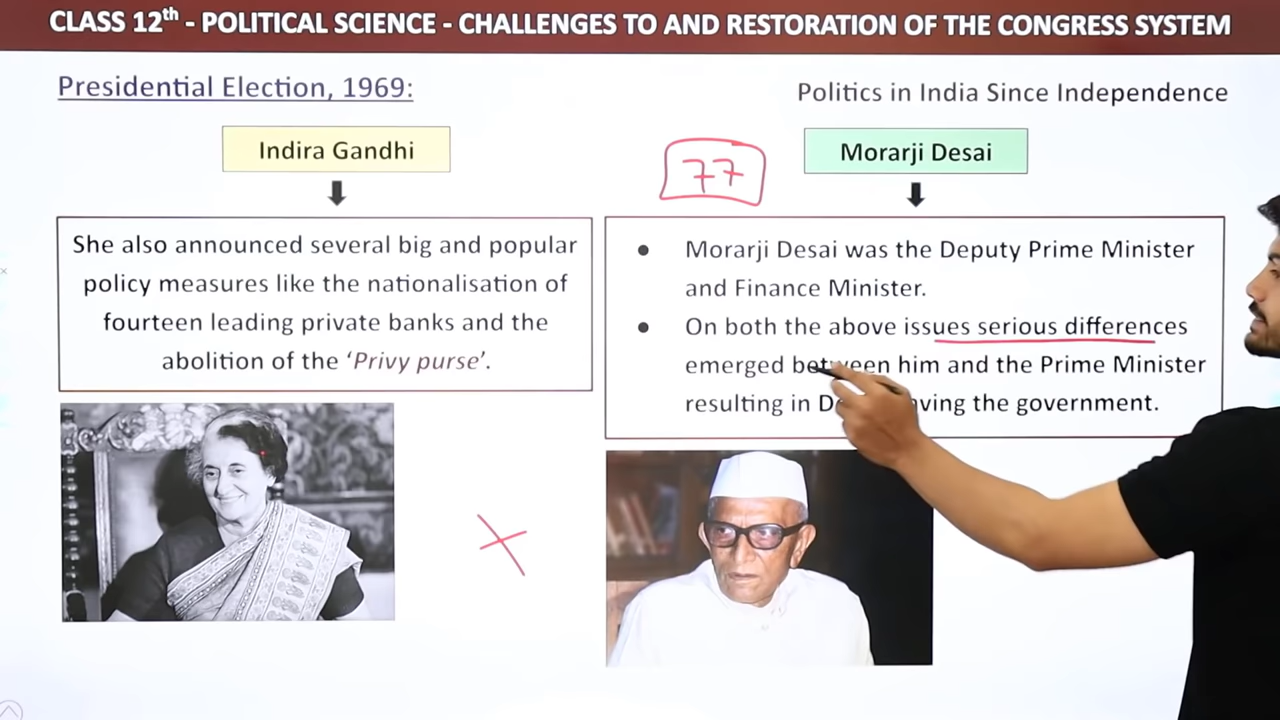 CLASS 12th - POLITICAL SCIENCE - CHALLENGES TO AND RESTORATION OF THE CONGRESS SYSTEM
Presidential Election, 1969:
Politics in India Since Independence
Indira Gandhi
She also announced several big and popular
policy measures like the nationalisation of
fourteen leading private banks and the
abolition of the ‘Privy purse’.
77
Morarji Desai
• Morarji Desai was the Deputy Prime Minister
and Finance Minister.
• On both the above issues serious differences
emerged between him and the Prime Minister
resulting in the government.